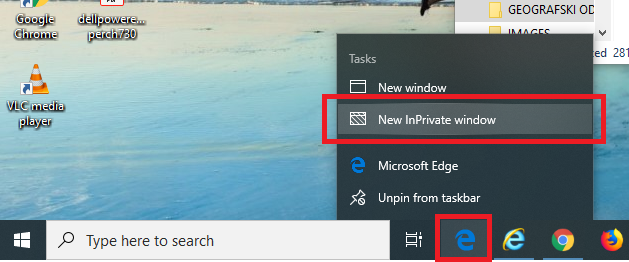 Google
Chrome
dellpowere...
perch730
VLC media
player
GEOGRAFSKI OD
IMAGES
281
Tasks
New window
New InPrivate window
Microsoft Edge
Unpin from taskbar
Type here to search